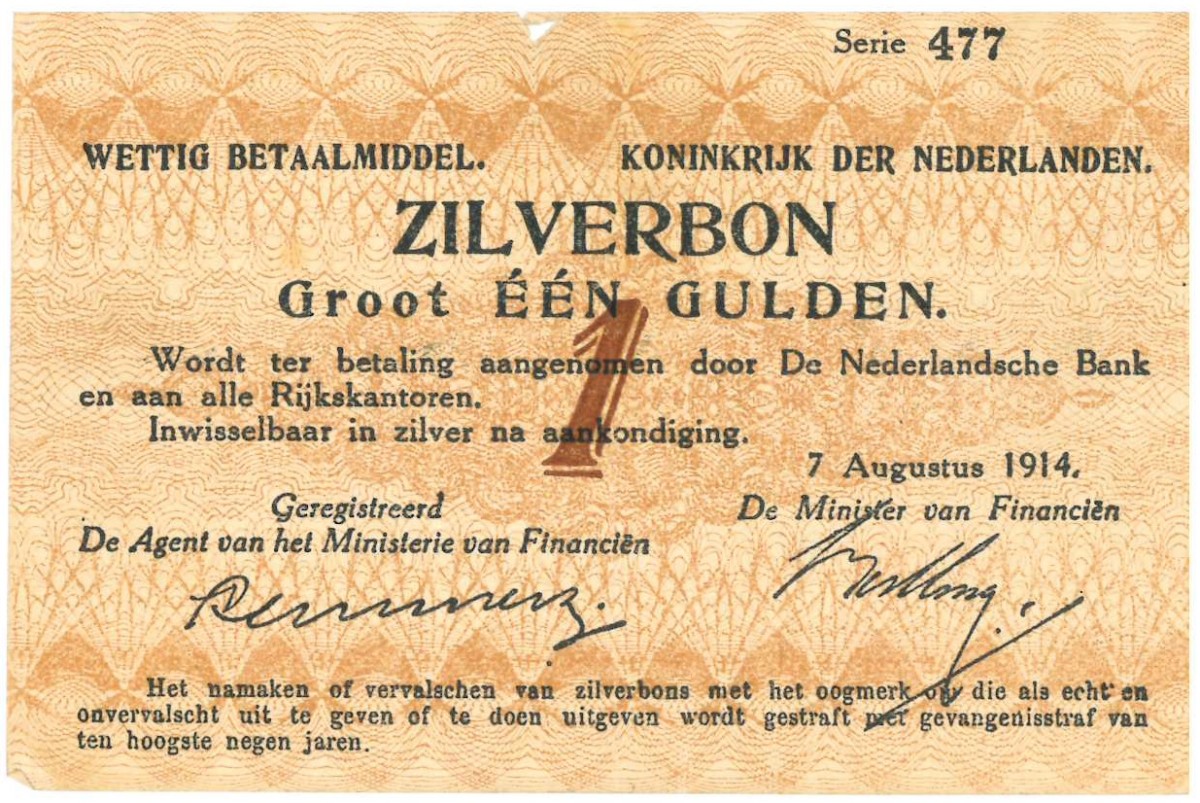 Serie 477
WETTIG BETAALMIDDEL. KONINKRIJK DER NEDERLANDEN.
ZILVERBON
Groot ÉÉN GULDEN.
1
Wordt ter betaling aangenomen door De Nederlandsche Bank
en aan alle Rijkskantoren.
Inwisselbaar in zilver na aankondiging.
7 Augustus 1914.
Geregistreerd De Minister van Financiën
De Agent van het Ministerie van Financiën
Het namaken of vervalschen van zilverbons met het oogmerk om die als echt en
onvervalscht uit te geven of te doen uitgeven wordt gestraft met gevangenisstraf van
ten hoogste negen jaren.